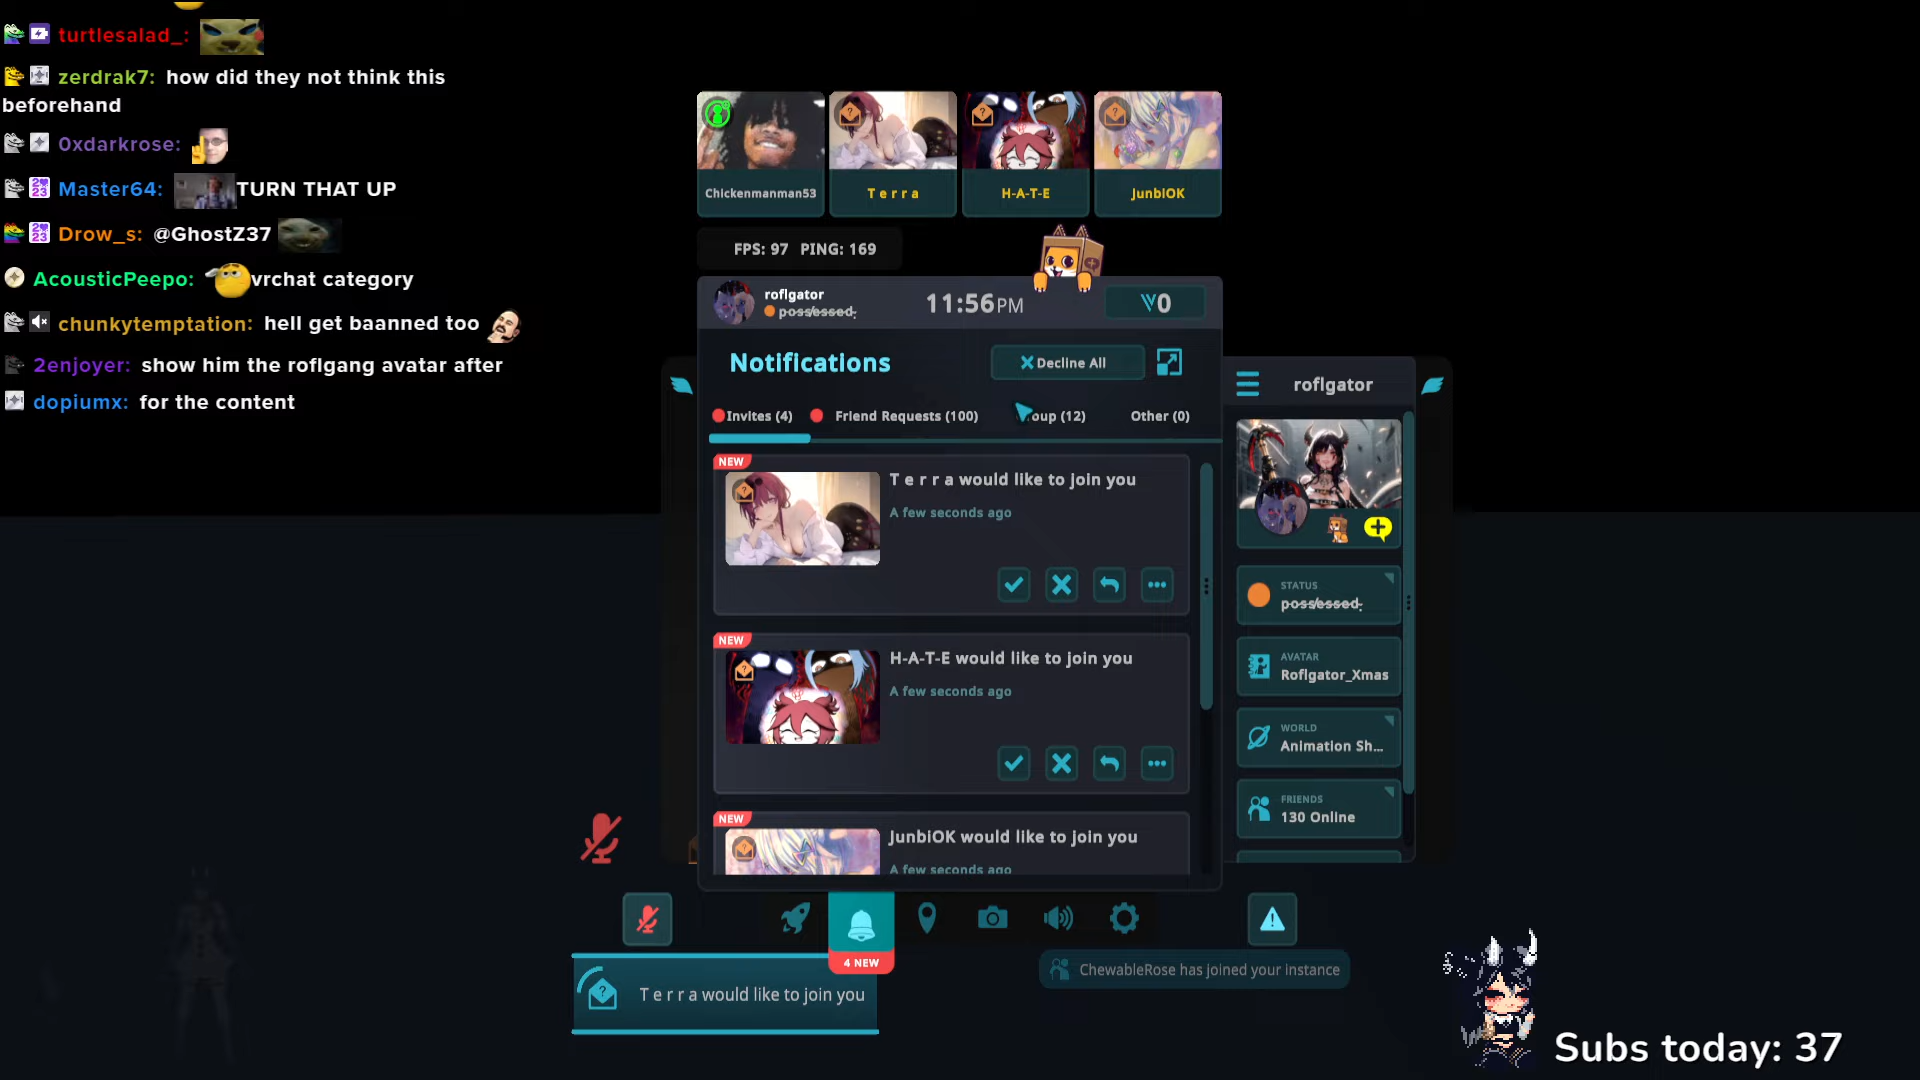 turtlesalad_:
zerdrak7: how did they not think this
beforehand
0xdarkrose:
Master64: TURN THAT UP
Drow_s: @GhostZ37
AcousticPeepo: vrchat category
chunkytemptation: hell get baanned too
2enjoyer: show him the roflgang avatar after
dopiumx: for the content
Chickenmanman53
T e r r a
H-A-T-E
JunbiOK
FPS: 97 PING: 169
roflgator
possessed.
11:56 PM
0
Notifications
Decline All
Invites (4)
Friend Requests (100)
oup (12)
Other (0)
NEW
T e r r a would like to join you
A few seconds ago
NEW
H-A-T-E would like to join you
A few seconds ago
NEW
JunbiOK would like to join you
A few seconds ago
roflgator
STATUS
possessed.
AVATAR
Roflgator_Xmas
WORLD
Animation Sh...
FRIENDS
130 Online
4 NEW
T e r r a would like to join you
ChewableRose has joined your instance
Subs today: 37